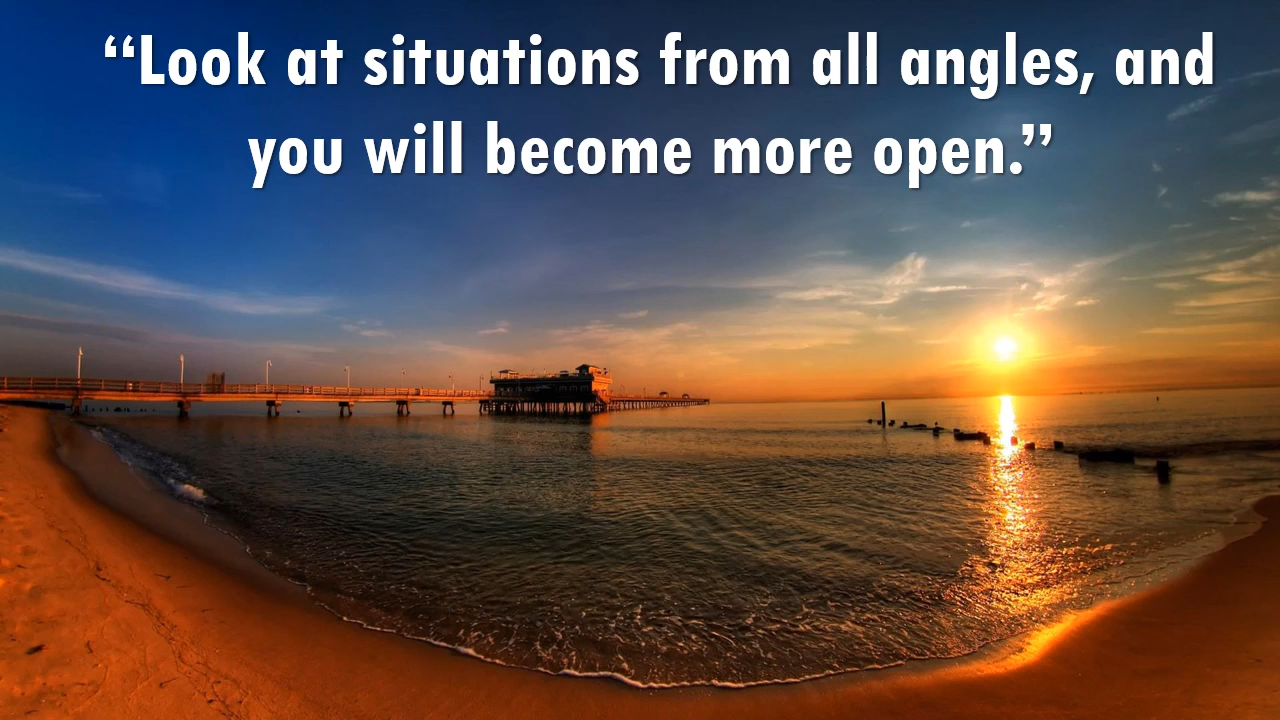 “Look at situations from all angles, and
you will become more open.”